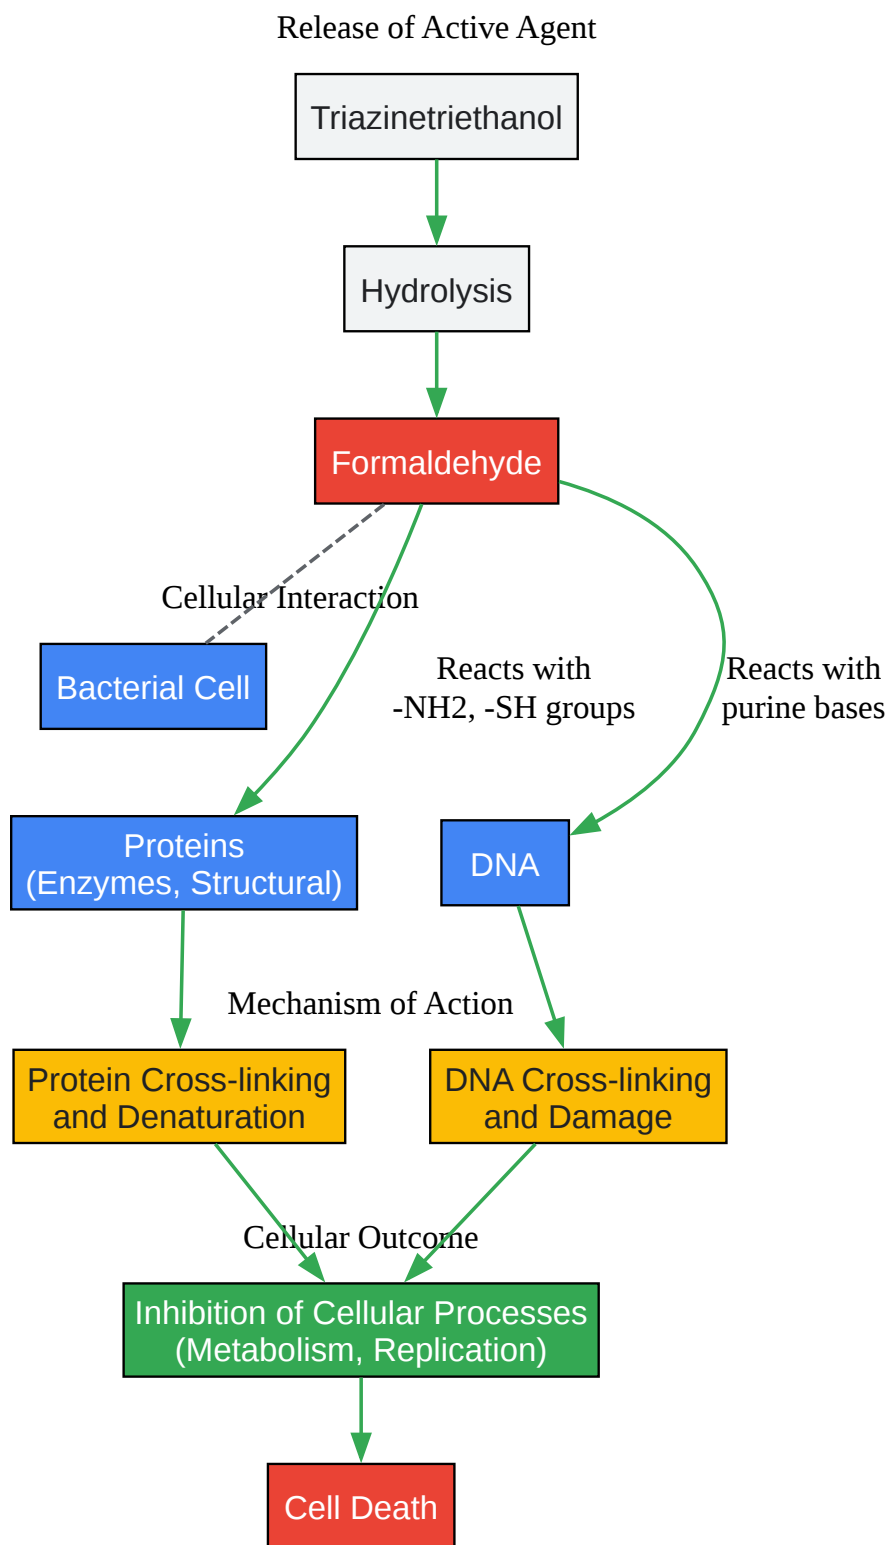 Release of Active Agent
Triazinetriethanol
Hydrolysis
Formaldehyde
Cellular Interaction
Bacterial Cell
Reacts with
-NH2, -SH groups
Reacts with
purine bases
Proteins
(Enzymes, Structural)
DNA
Mechanism of Action
Protein Cross-linking
and Denaturation
DNA Cross-linking
and Damage
Cellular Outcome
Inhibition of Cellular Processes
(Metabolism, Replication)
Cell Death